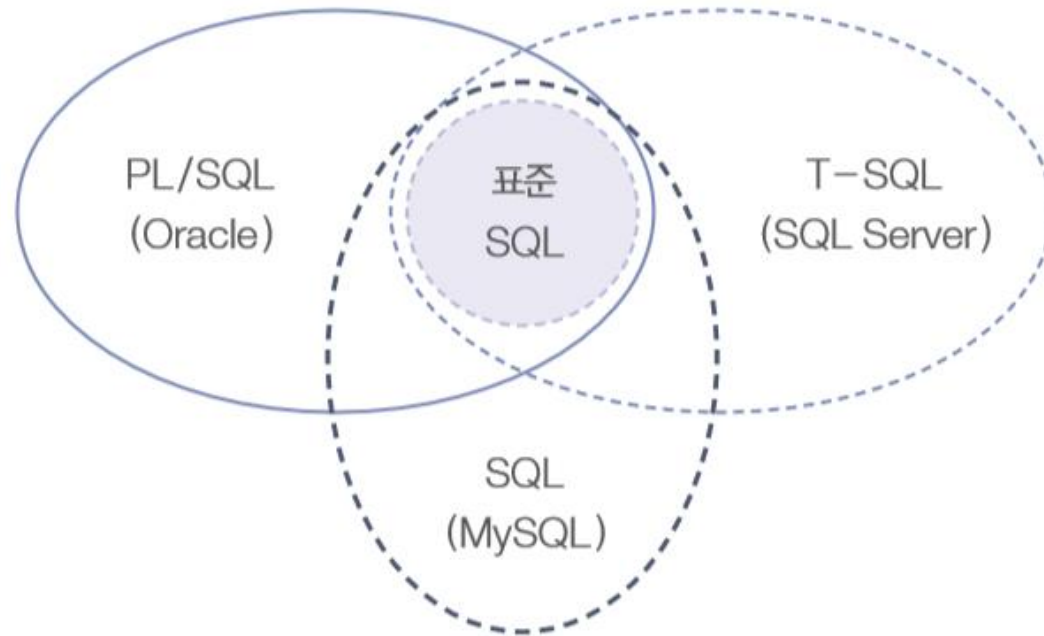 PL/SQL
(Oracle)
표준
SQL
T-SQL
(SQL Server)
SQL
(MySQL)